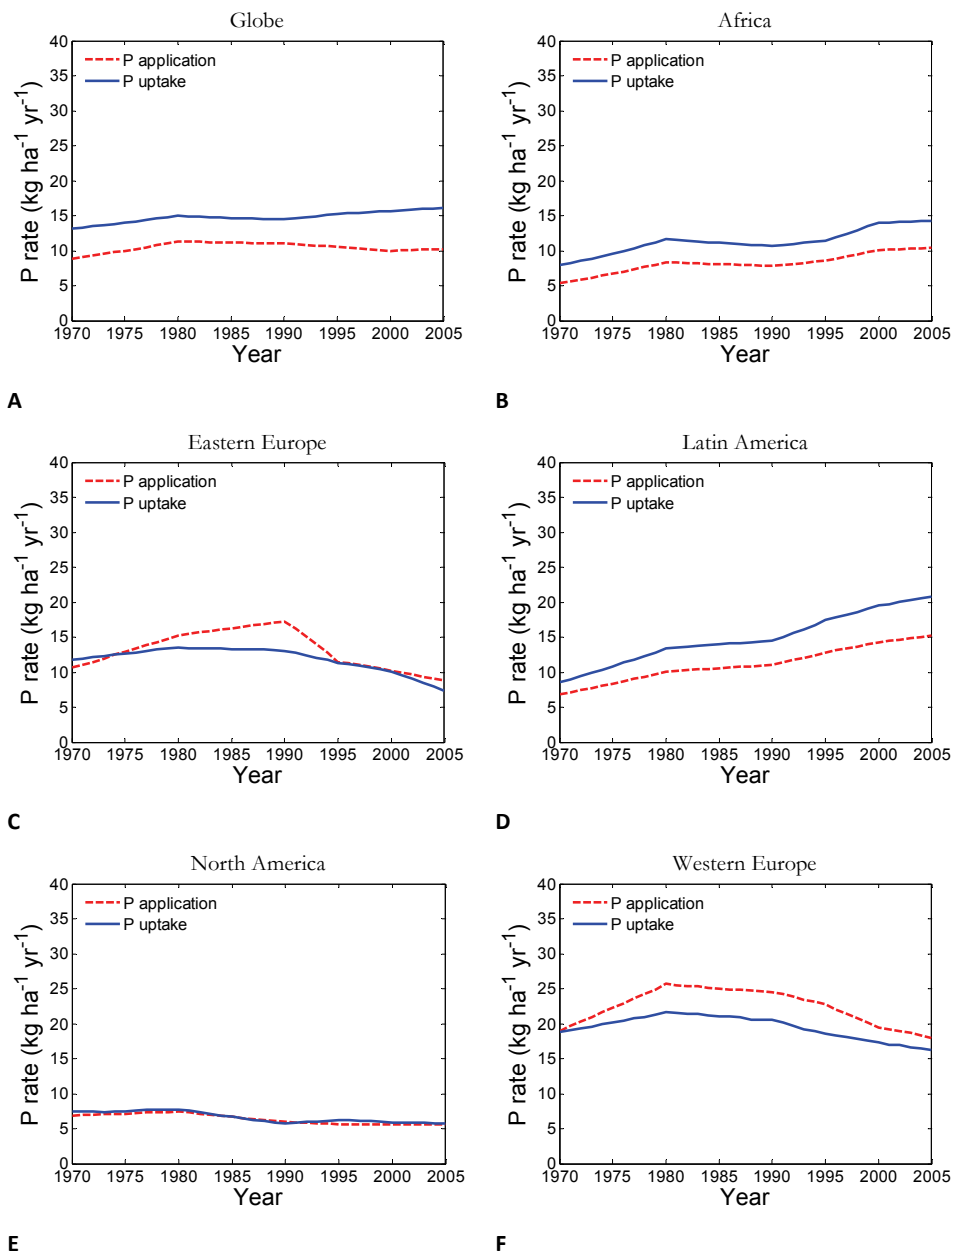 Globe
P application
P uptake
P rate (kg ha⁻¹ yr⁻¹)
40
35
30
25
20
15
10
5
0
1970 1975 1980 1985 1990 1995 2000 2005
Year
A
Africa
P application
P uptake
P rate (kg ha⁻¹ yr⁻¹)
40
35
30
25
20
15
10
5
0
1970 1975 1980 1985 1990 1995 2000 2005
Year
B
Eastern Europe
P application
P uptake
P rate (kg ha⁻¹ yr⁻¹)
40
35
30
25
20
15
10
5
0
1970 1975 1980 1985 1990 1995 2000 2005
Year
C
Latin America
P application
P uptake
P rate (kg ha⁻¹ yr⁻¹)
40
35
30
25
20
15
10
5
0
1970 1975 1980 1985 1990 1995 2000 2005
Year
D
North America
P application
P uptake
P rate (kg ha⁻¹ yr⁻¹)
40
35
30
25
20
15
10
5
0
1970 1975 1980 1985 1990 1995 2000 2005
Year
E
Western Europe
P application
P uptake
P rate (kg ha⁻¹ yr⁻¹)
40
35
30
25
20
15
10
5
0
1970 1975 1980 1985 1990 1995 2000 2005
Year
F